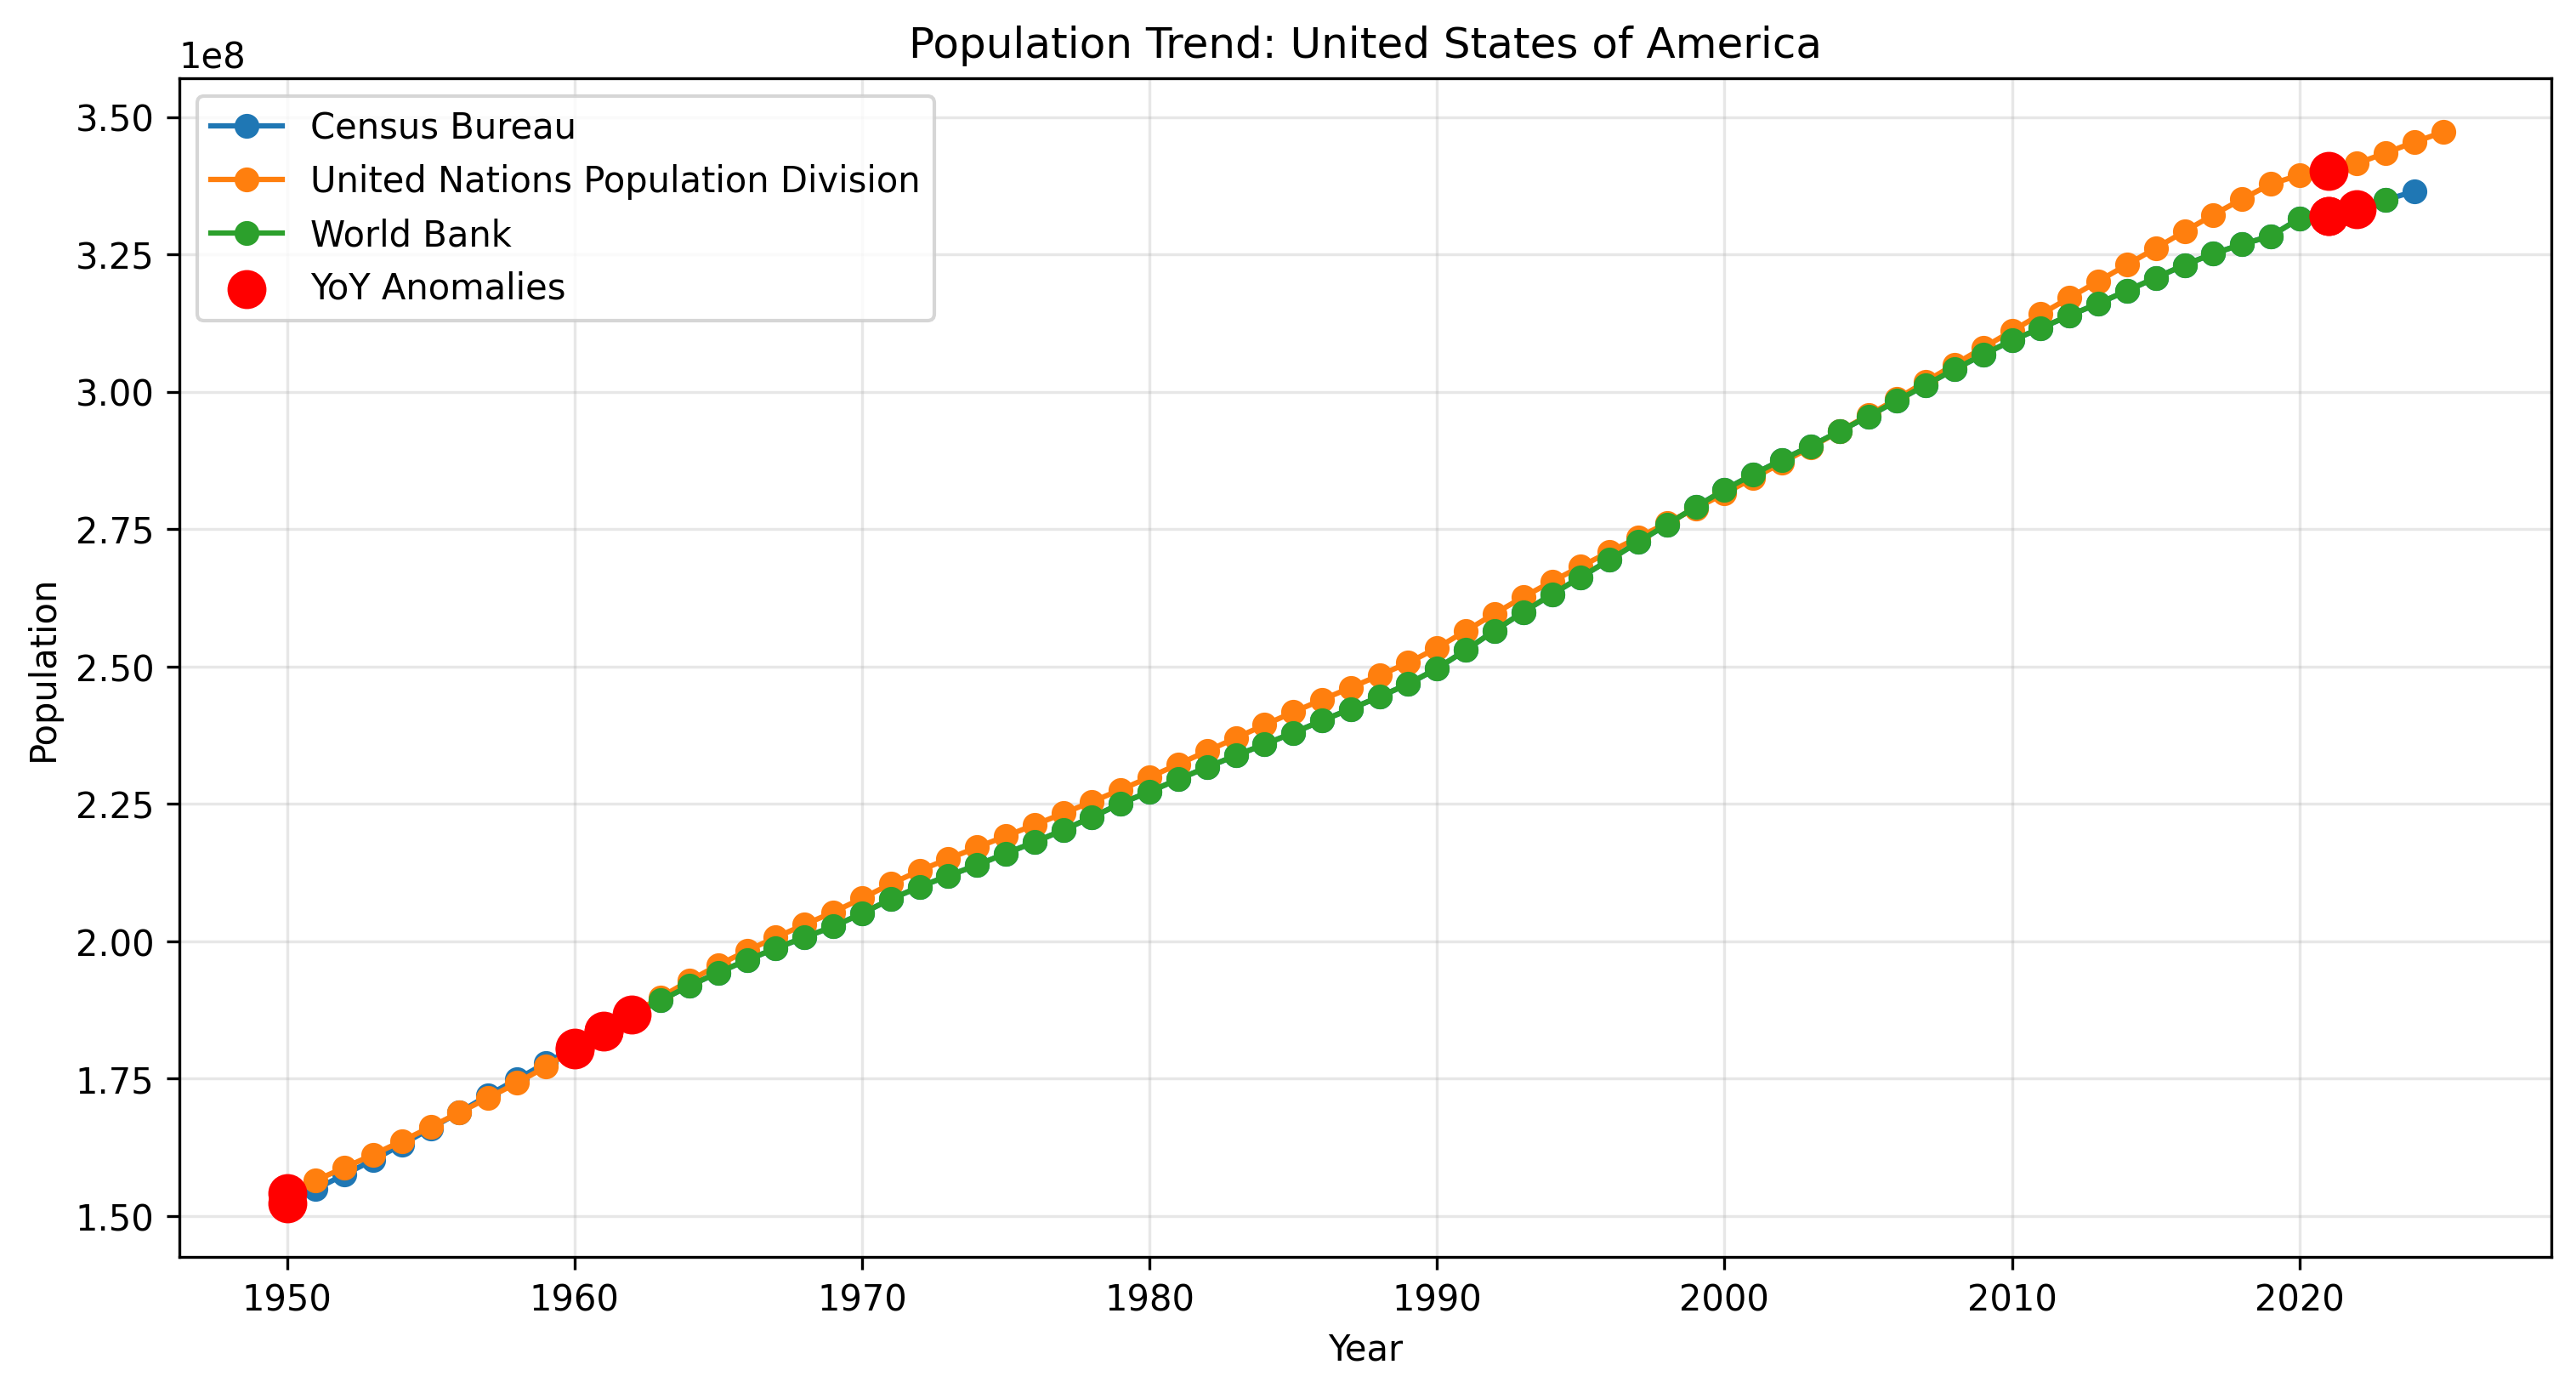 Population Trend: United States of America
1e8
3.50
3.25
3.00
2.75
2.50
2.25
2.00
1.75
1.50
Population
Census Bureau
United Nations Population Division
World Bank
YoY Anomalies
1950 1960 1970 1980 1990 2000 2010 2020
Year